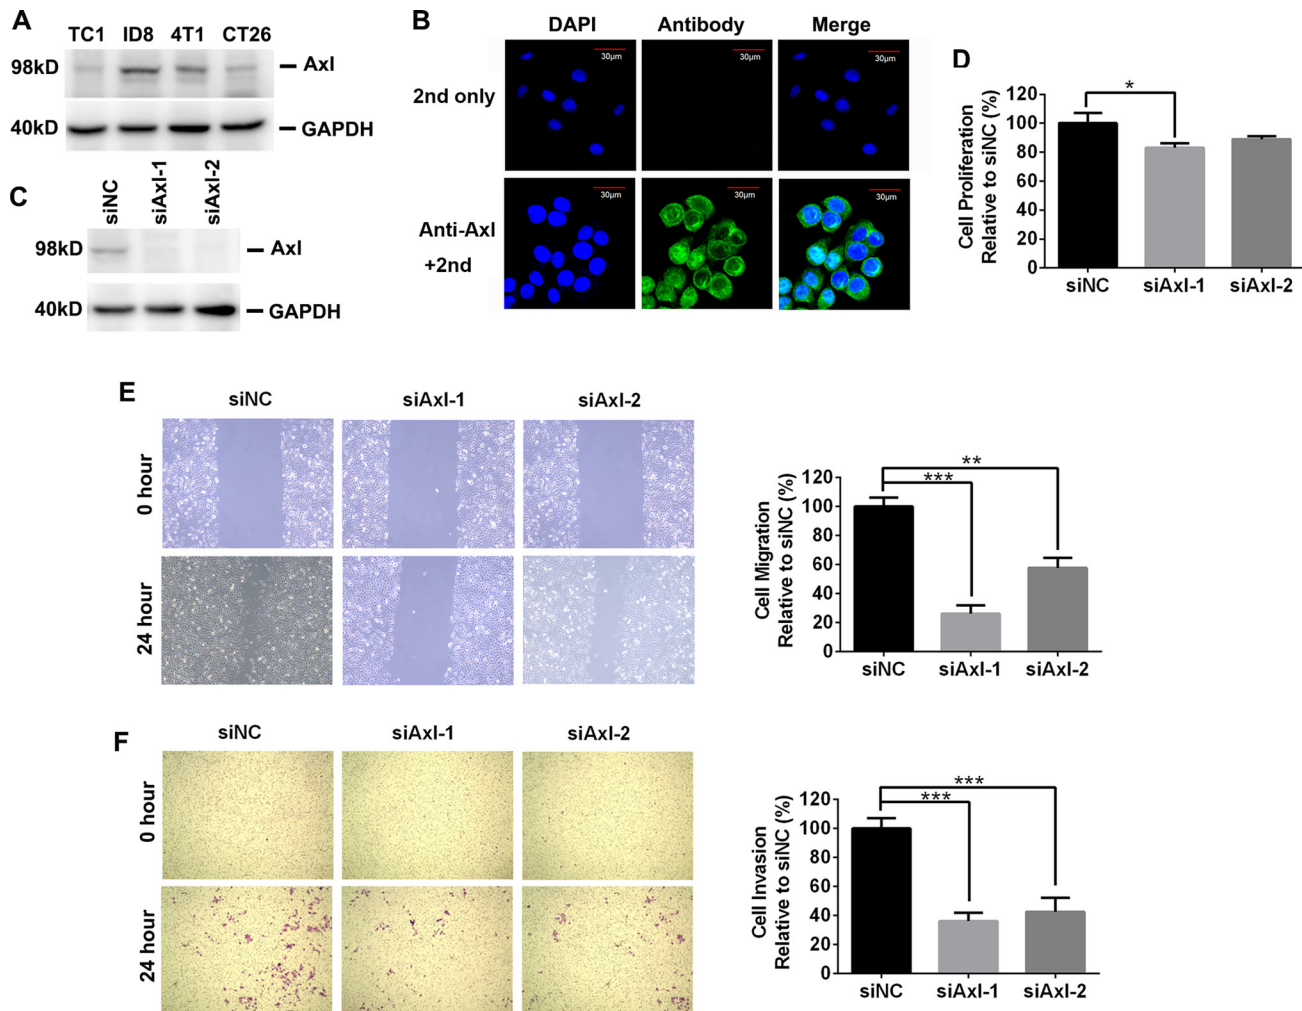 A
TC1 ID8 4T1 CT26
98kD Axl
40kD GAPDH
B
DAPI Antibody Merge
2nd only
30μm 30μm 30μm
Anti-Axl
+2nd
30μm 30μm 30μm
C
siNC siAxl-1 siAxl-2
98kD Axl
40kD GAPDH
D
Cell Proliferation
Relative to siNC (%)
120
100
80
60
40
20
0
*
siNC siAxl-1 siAxl-2
E
siNC siAxl-1 siAxl-2
0 hour
24 hour
Cell Migration
Relative to siNC (%)
120
100
80
60
40
20
0
**
***
siNC siAxl-1 siAxl-2
F
siNC siAxl-1 siAxl-2
0 hour
24 hour
Cell Invasion
Relative to siNC (%)
120
100
80
60
40
20
0
***
***
siNC siAxl-1 siAxl-2